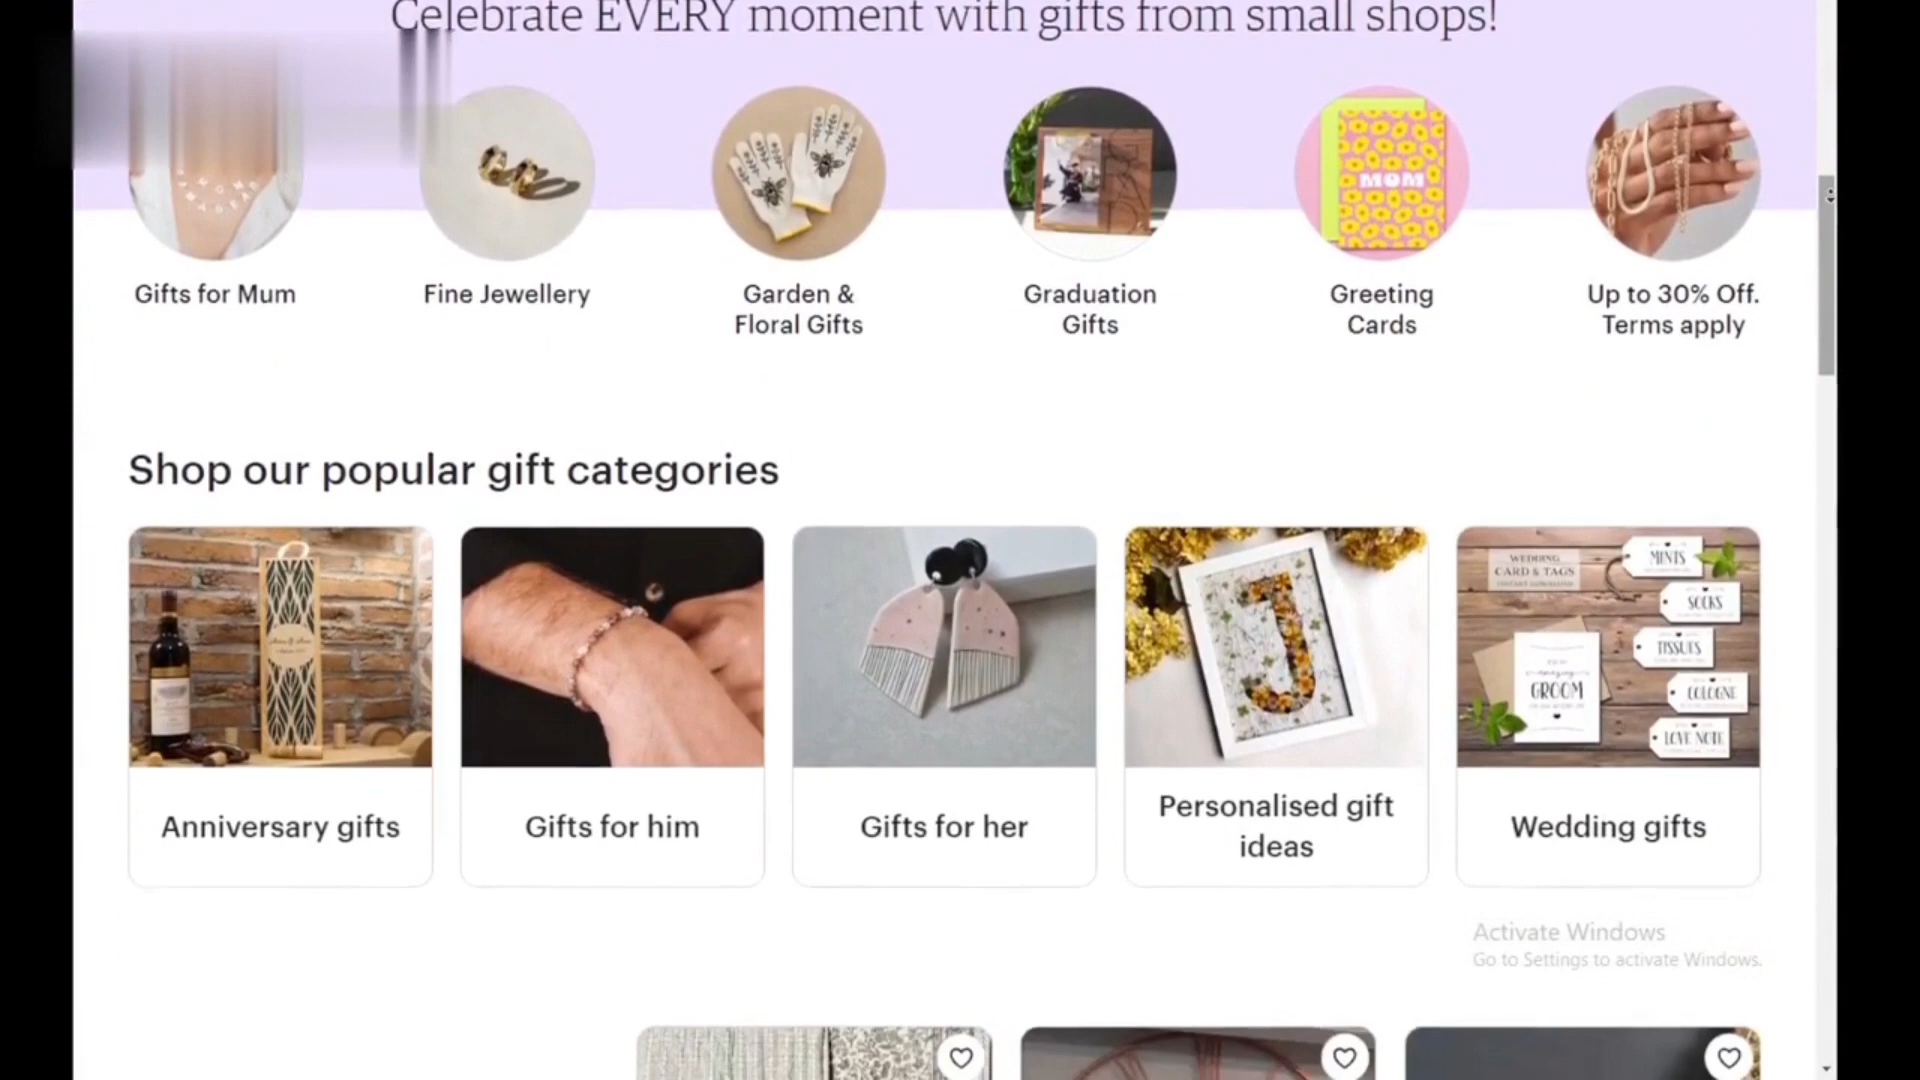 Celebrate EVERY moment with gifts from small shops!
MOM
Gifts for Mum
Fine Jewellery
Garden &
Floral Gifts
Graduation
Gifts
Greeting
Cards
Up to 30% Off.
Terms apply
Shop our popular gift categories
WEDDING
CARD & TAGS
MINTS
SOCKS
TISSUES
COLOGNE
LOVE NOTE
GROOM
J
Anniversary gifts
Gifts for him
Gifts for her
Personalised gift
ideas
Wedding gifts
Activate Windows
Go to Settings to activate Windows.